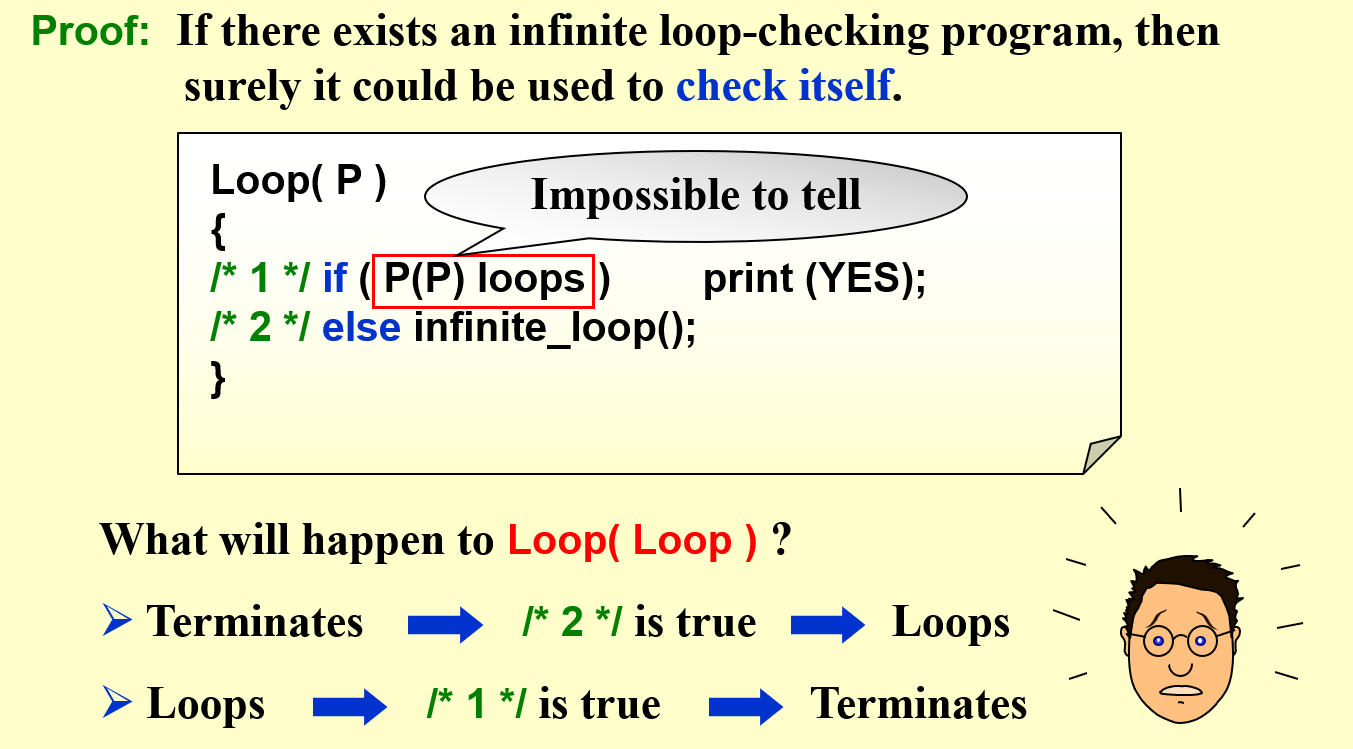 Proof: If there exists an infinite loop-checking program, then
surely it could be used to check itself.
Loop( P )
Impossible to tell
{
/* 1 */ if ( P(P) loops ) print (YES);
/* 2 */ else infinite_loop();
}
What will happen to Loop( Loop ) ?
Terminates /* 2 */ is true Loops
Loops /* 1 */ is true Terminates